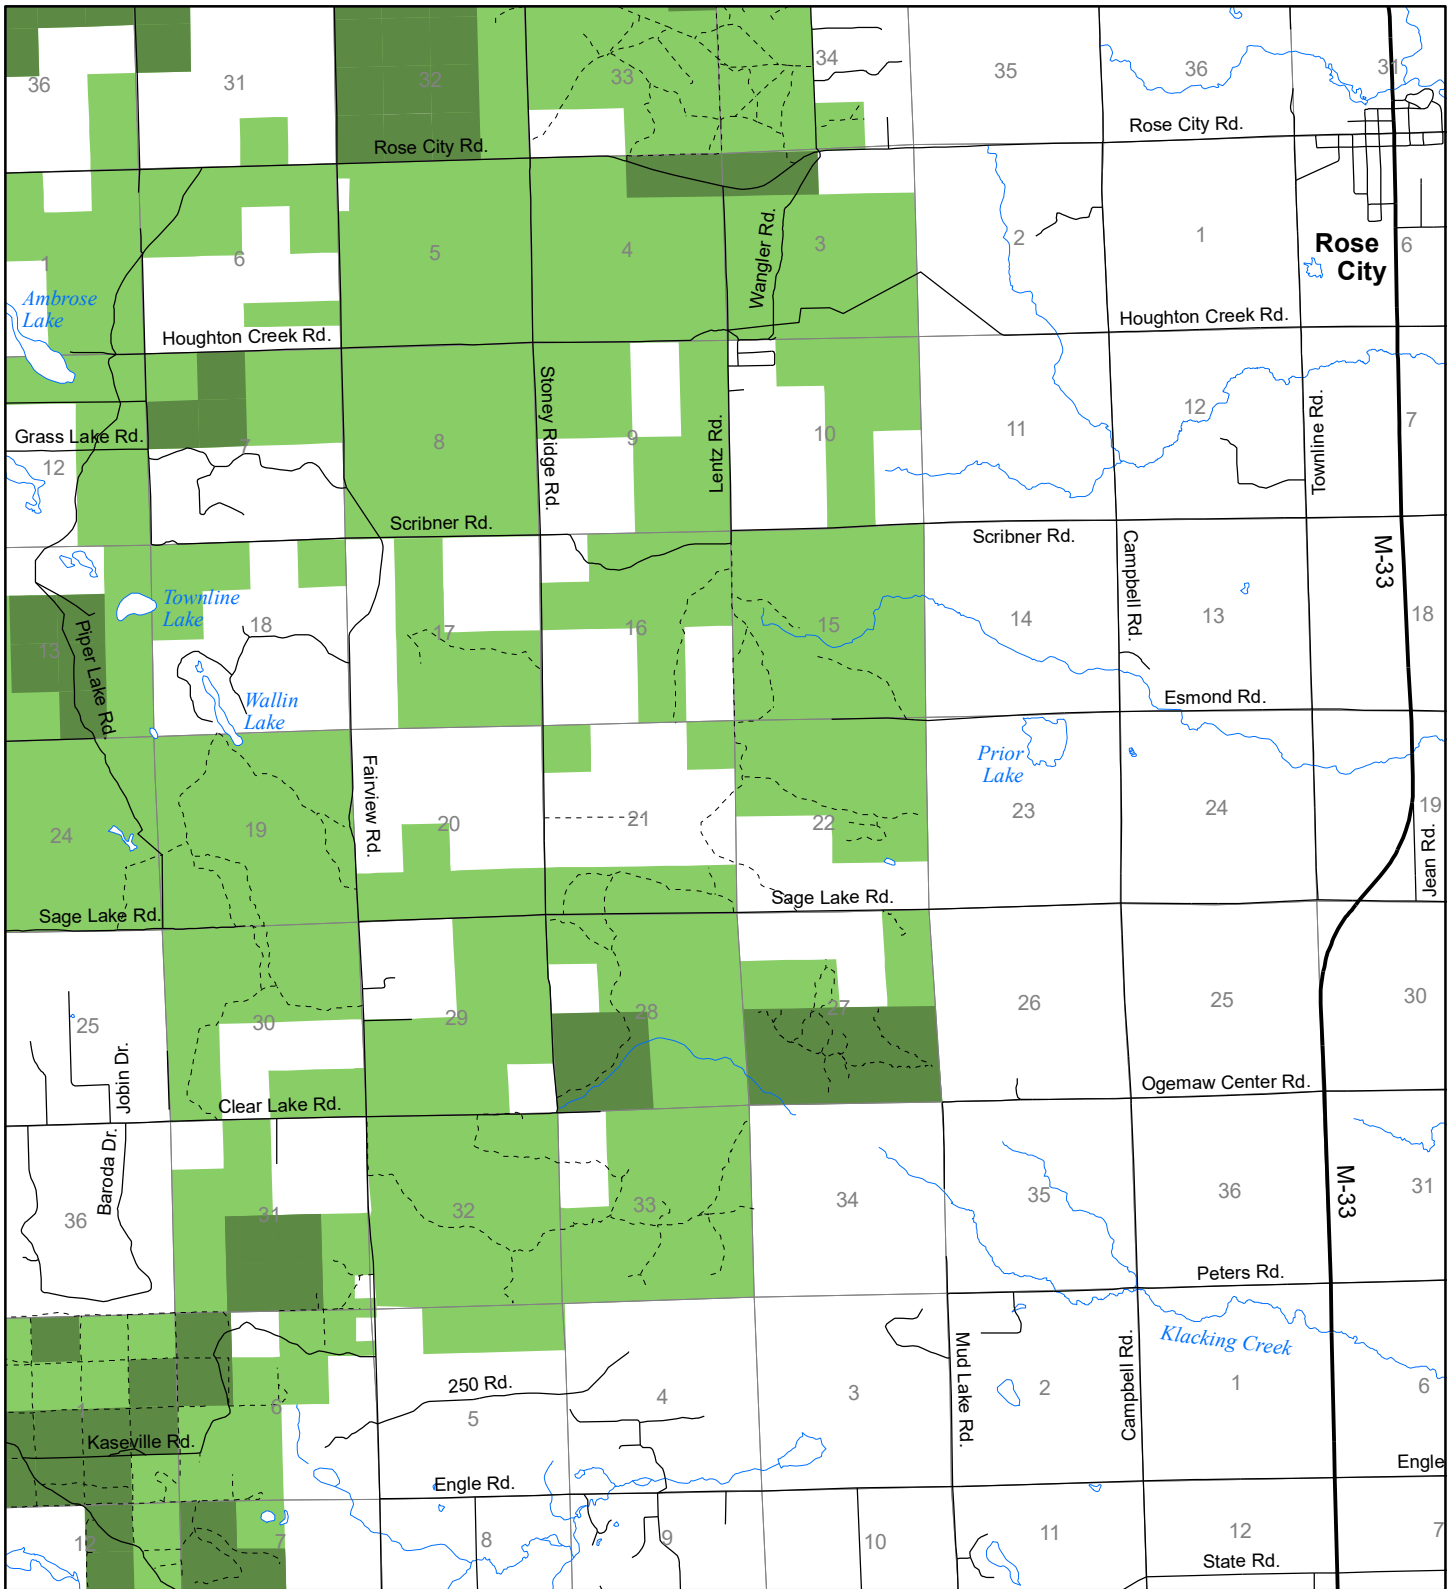 34
36
31
32
33
35
36
31
Rose City Rd.
Rose City Rd.
1
6
5
4
Wangler Rd.
3
2
1
Rose
City
6
Ambrose
Lake
Houghton Creek Rd.
Houghton Creek Rd.
Grass Lake Rd.
12
7
8
Stoney Ridge Rd.
9
Lentz Rd.
10
11
12
Townline Rd.
7
Scribner Rd.
Scribner Rd.
Campbell Rd.
M-33
Townline
Lake
13
Piper Lake Rd.
18
17
16
15
14
13
18
Wallin
Lake
Esmond Rd.
Prior
Lake
24
19
Fairview Rd.
20
21
22
23
24
19
Jean Rd.
Sage Lake Rd.
Sage Lake Rd.
25
Jobin Dr.
30
29
28
27
26
25
30
Clear Lake Rd.
Ogemaw Center Rd.
Baroda Dr.
36
31
32
33
34
35
36
M-33
31
Peters Rd.
Klacking Creek
1
6
250 Rd.
5
4
3
Mud Lake Rd.
2
Campbell Rd.
1
6
Kaseville Rd.
Engle Rd.
Engle
12
7
8
9
10
11
12
7
State Rd.